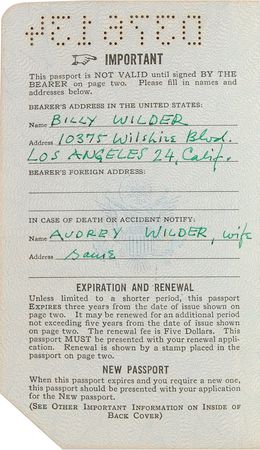 IMPORTANT
This passport is NOT VALID until signed BY THE
BEARER on page two. Please fill in names and
addresses below.
BEARER'S ADDRESS IN THE UNITED STATES:
Name BILLY WILDER
Address 10375 Wilshire Blvd.
LOS ANGELES 24, Calif.
BEARER'S FOREIGN ADDRESS:
IN CASE OF DEATH OR ACCIDENT NOTIFY:
Name AUDREY WILDER, wife
Address same
EXPIRATION AND RENEWAL
Unless limited to a shorter period, this passport
EXPIRES three years from the date of issue shown on
page two. It may be renewed for an additional period
not exceeding five years from the date of issue shown
on page two. The renewal fee is Five Dollars. This
passport MUST be presented with your renewal appli-
cation. Renewal is shown by a stamp placed in the
passport on page two.
NEW PASSPORT
When this passport expires and you require a new one,
this passport should be presented with your application
for the NEW passport.
(SEE OTHER IMPORTANT INFORMATION ON INSIDE OF
BACK COVER)